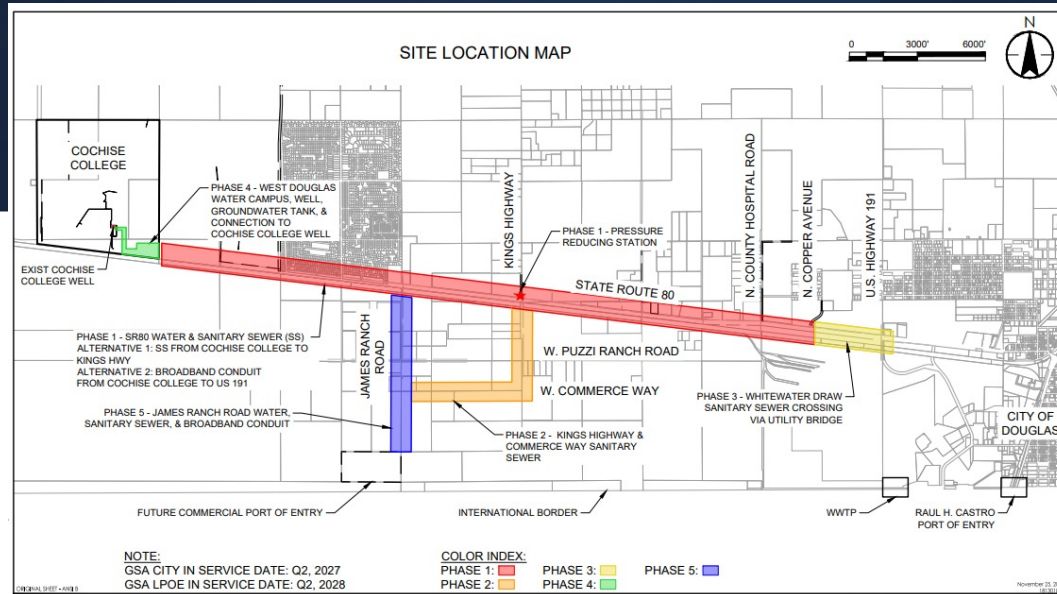 SITE LOCATION MAP
0 3000' 6000'
N
COCHISE
COLLEGE
PHASE 4 - WEST DOUGLAS
WATER CAMPUS, WELL,
GROUNDWATER TANK, &
CONNECTION TO
COCHISE COLLEGE WELL
EXIST COCHISE
COLLEGE WELL
KINGS HIGHWAY
PHASE 1 - PRESSURE
REDUCING STATION
STATE ROUTE 80
N. COUNTY HOSPITAL ROAD
N. COPPER AVENUE
U.S. HIGHWAY 191
PHASE 1 - SR80 WATER & SANITARY SEWER (SS)
ALTERNATIVE 1: SS FROM COCHISE COLLEGE TO
KINGS HWY
ALTERNATIVE 2: BROADBAND CONDUIT
FROM COCHISE COLLEGE TO US 191
JAMES RANCH
ROAD
W. PUZZI RANCH ROAD
W. COMMERCE WAY
PHASE 3 - WHITEWATER DRAW
SANITARY SEWER CROSSING
VIA UTILITY BRIDGE
PHASE 5 - JAMES RANCH ROAD WATER,
SANITARY SEWER, & BROADBAND CONDUIT
PHASE 2 - KINGS HIGHWAY &
COMMERCE WAY SANITARY
SEWER
CITY OF
DOUGLAS
FUTURE COMMERCIAL PORT OF ENTRY
INTERNATIONAL BORDER
WWTP
RAUL H. CASTRO
PORT OF ENTRY
NOTE:
GSA CITY IN SERVICE DATE: Q2, 2027
GSA LPOE IN SERVICE DATE: Q2, 2028
COLOR INDEX:
PHASE 1: PHASE 3: PHASE 5:
PHASE 2: PHASE 4:
ORIGINAL SHEET - ANSI B
November 23,